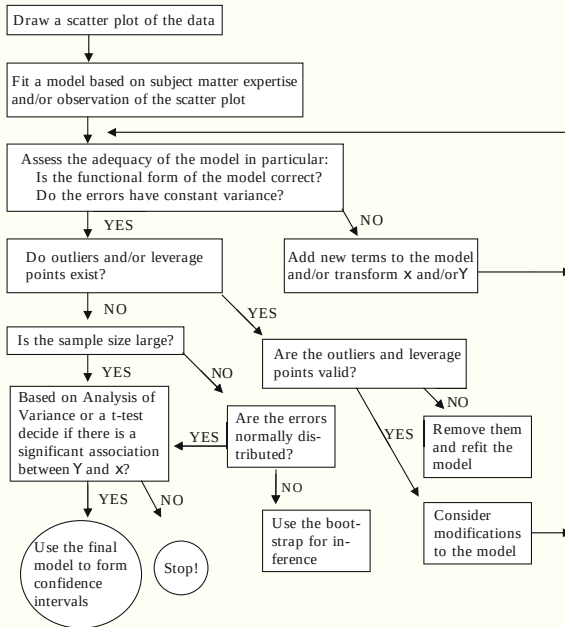 Draw a scatter plot of the data
Fit a model based on subject matter expertise
and/or observation of the scatter plot
Assess the adequacy of the model in particular:
Is the functional form of the model correct?
Do the errors have constant variance?
YES
NO
Do outliers and/or leverage
points exist?
Add new terms to the model
and/or transform x and/orY
NO
YES
Is the sample size large?
Are the outliers and leverage
points valid?
YES
NO
Based on Analysis of
Variance or a t-test
decide if there is a
significant association
between Y and x?
YES
Are the errors
normally dis-
tributed?
YES
NO
Remove them
and refit the
model
YES
NO
NO
Use the final
model to form
confidence
intervals
Stop!
Use the boot-
strap for in-
ference
Consider
modifications
to the model